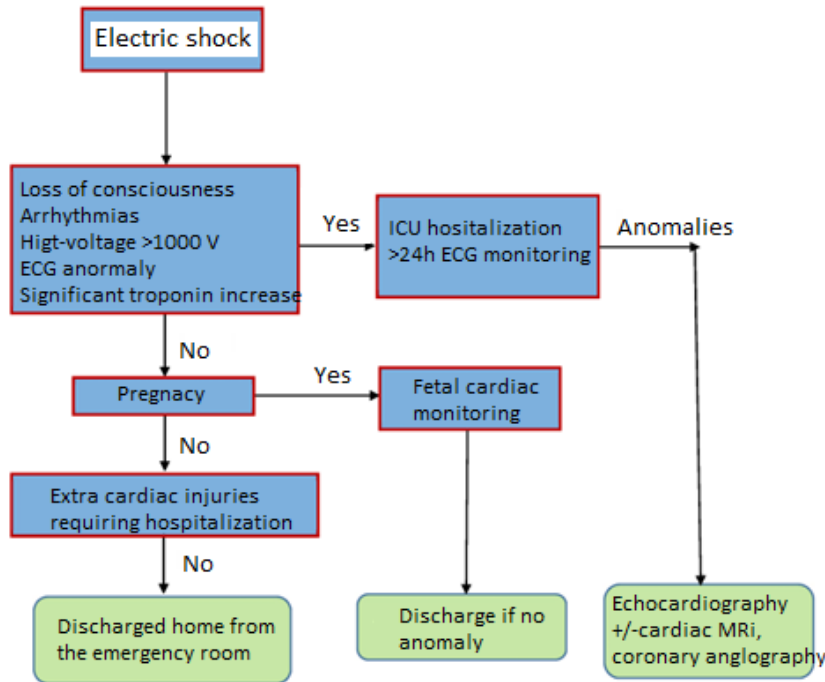 Electric shock
Loss of consciousness
Arrhythmias
Higt-voltage >1000 V
ECG anormaly
Significant troponin increase
Yes
ICU hositalization
>24h ECG monitoring
Anomalies
No
Pregnacy
Yes
Fetal cardiac
monitoring
No
Extra cardiac injuries
requiring hospitalization
No
Discharged home from
the emergency room
Discharge if no
anomaly
Echocardiography
+/-cardiac MRi,
coronary anglography